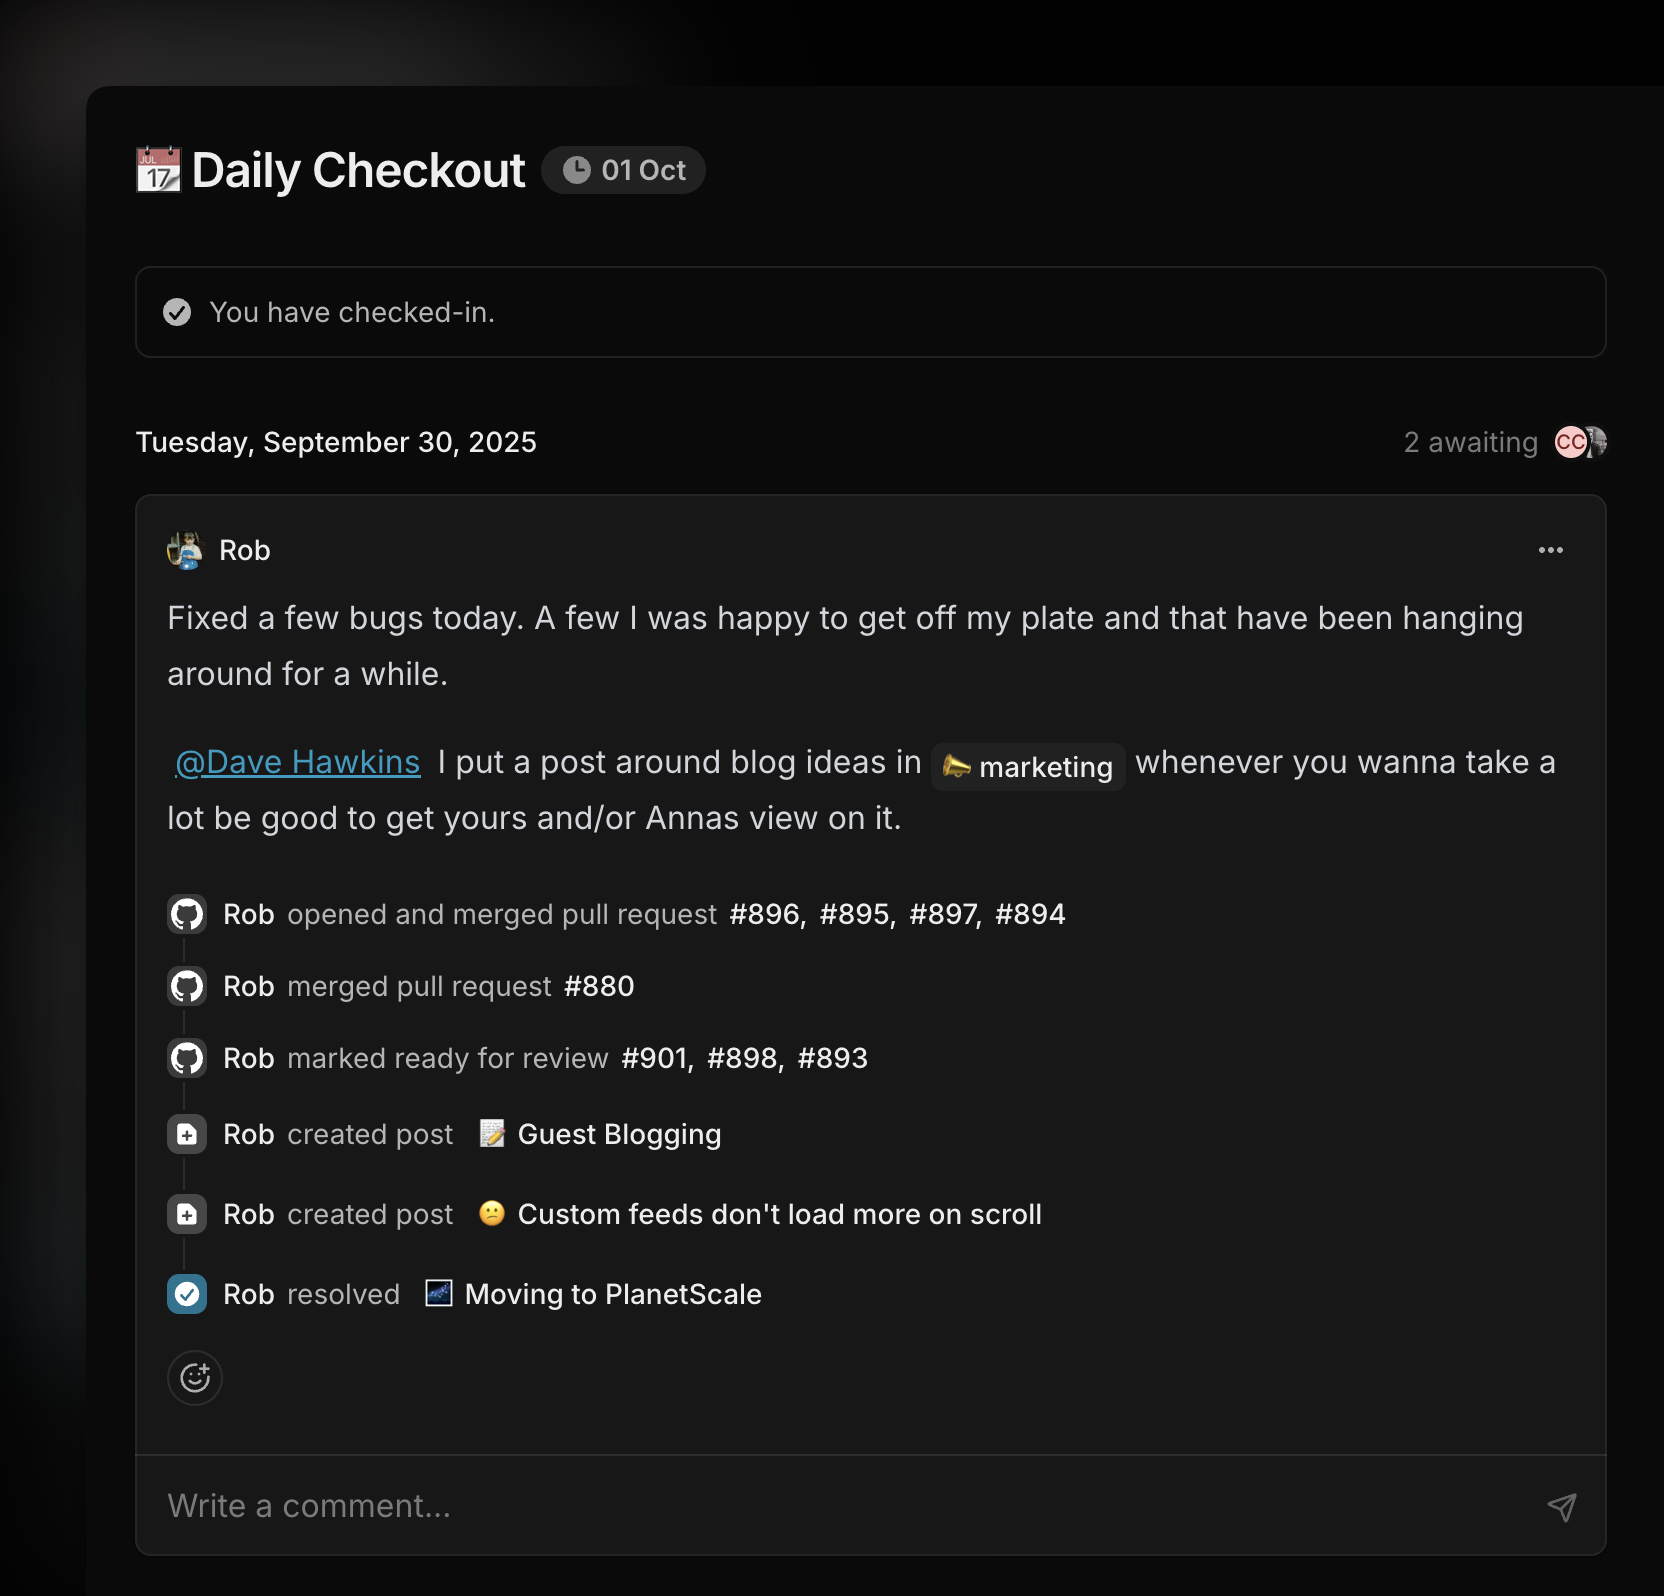 JUL
17
Daily Checkout 01 Oct
You have checked-in.
Tuesday, September 30, 2025
2 awaiting CC
Rob
Fixed a few bugs today. A few I was happy to get off my plate and that have been hanging
around for a while.
@Dave Hawkins I put a post around blog ideas in marketing whenever you wanna take a
lot be good to get yours and/or Annas view on it.
Rob opened and merged pull request #896, #895, #897, #894
Rob merged pull request #880
Rob marked ready for review #901, #898, #893
Rob created post Guest Blogging
Rob created post Custom feeds don't load more on scroll
Rob resolved Moving to PlanetScale
Write a comment...